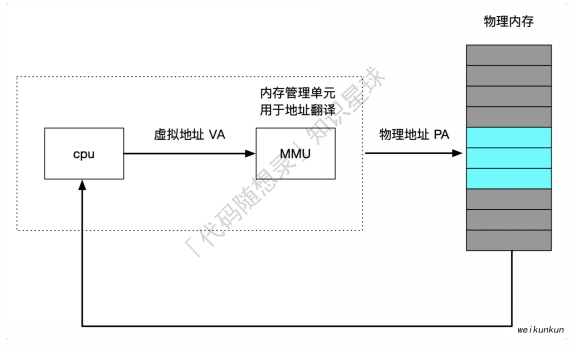 物理内存
内存管理单元
用于地址翻译
cpu
虚拟地址 VA
MMU
物理地址 PA
「代码随想录」知识星球
weikunkun